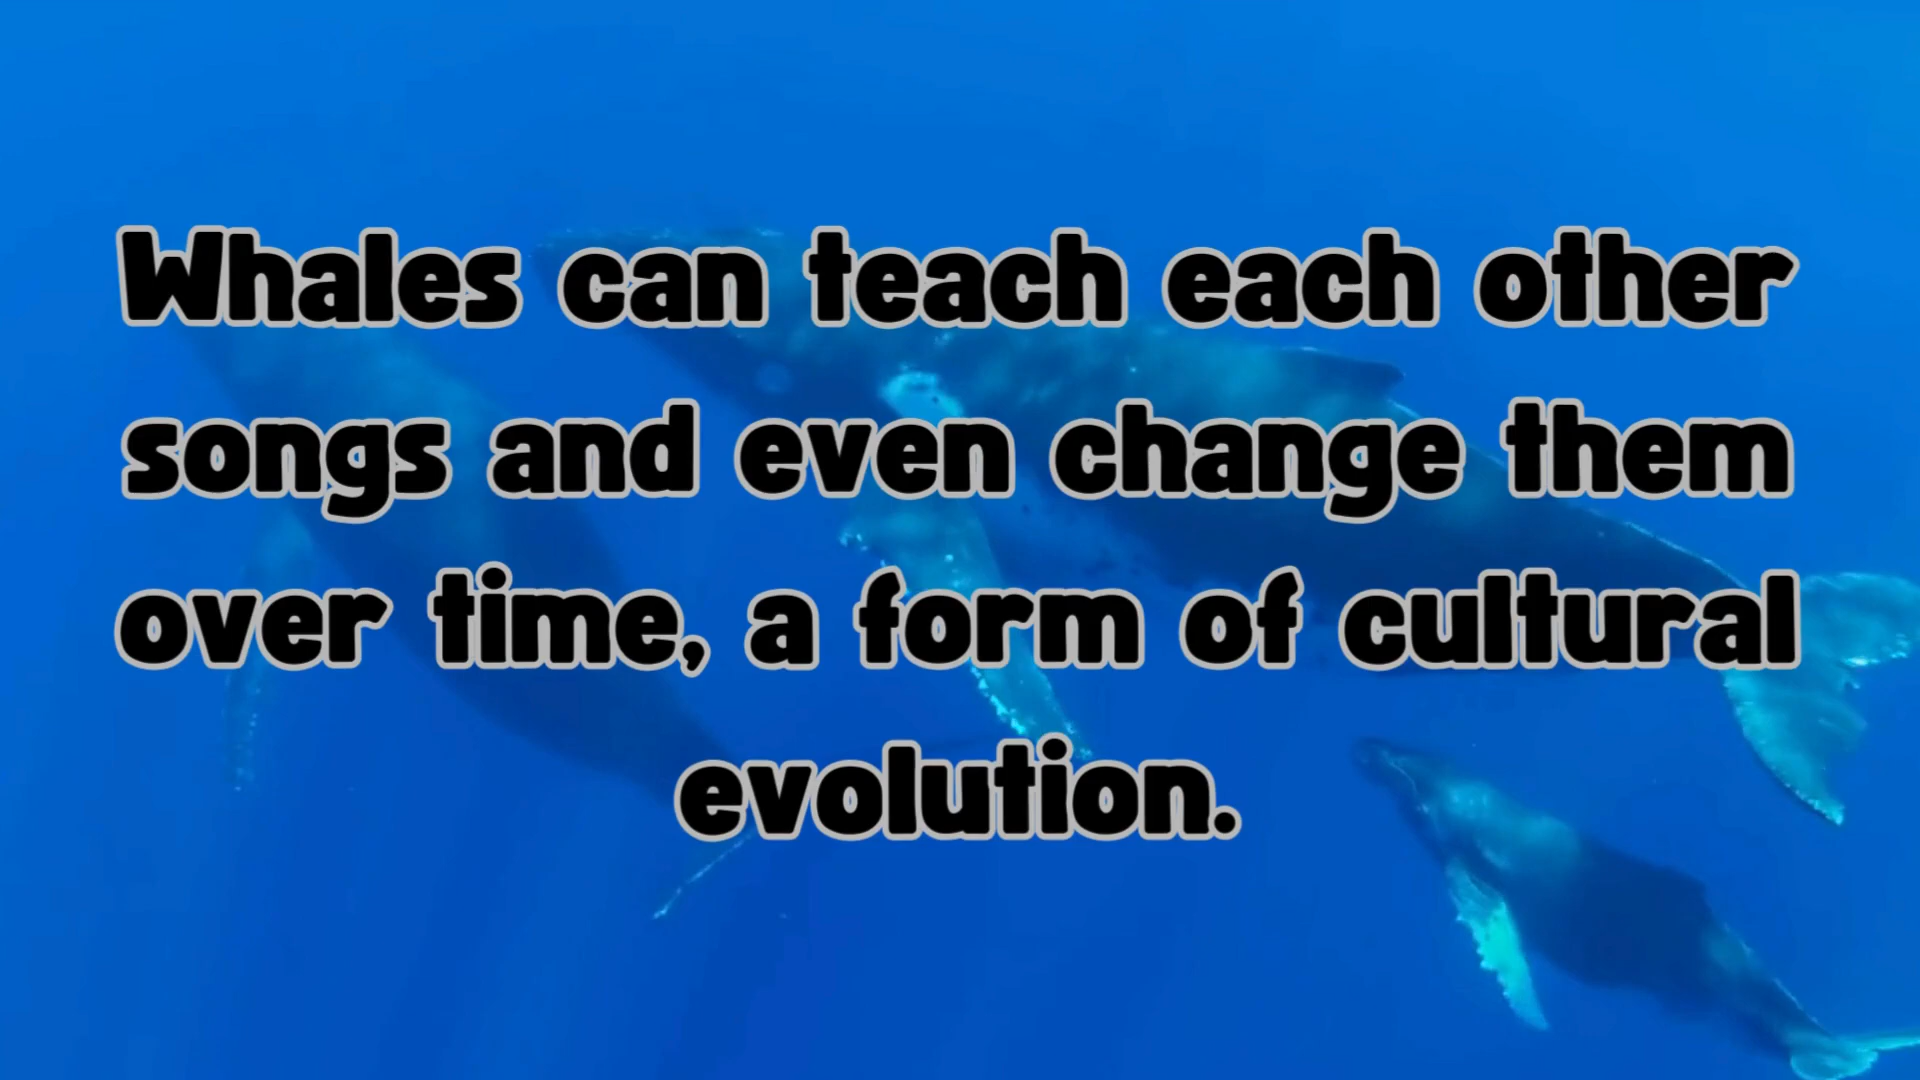 Whales can teach each other
songs and even change them
over time, a form of cultural
evolution.